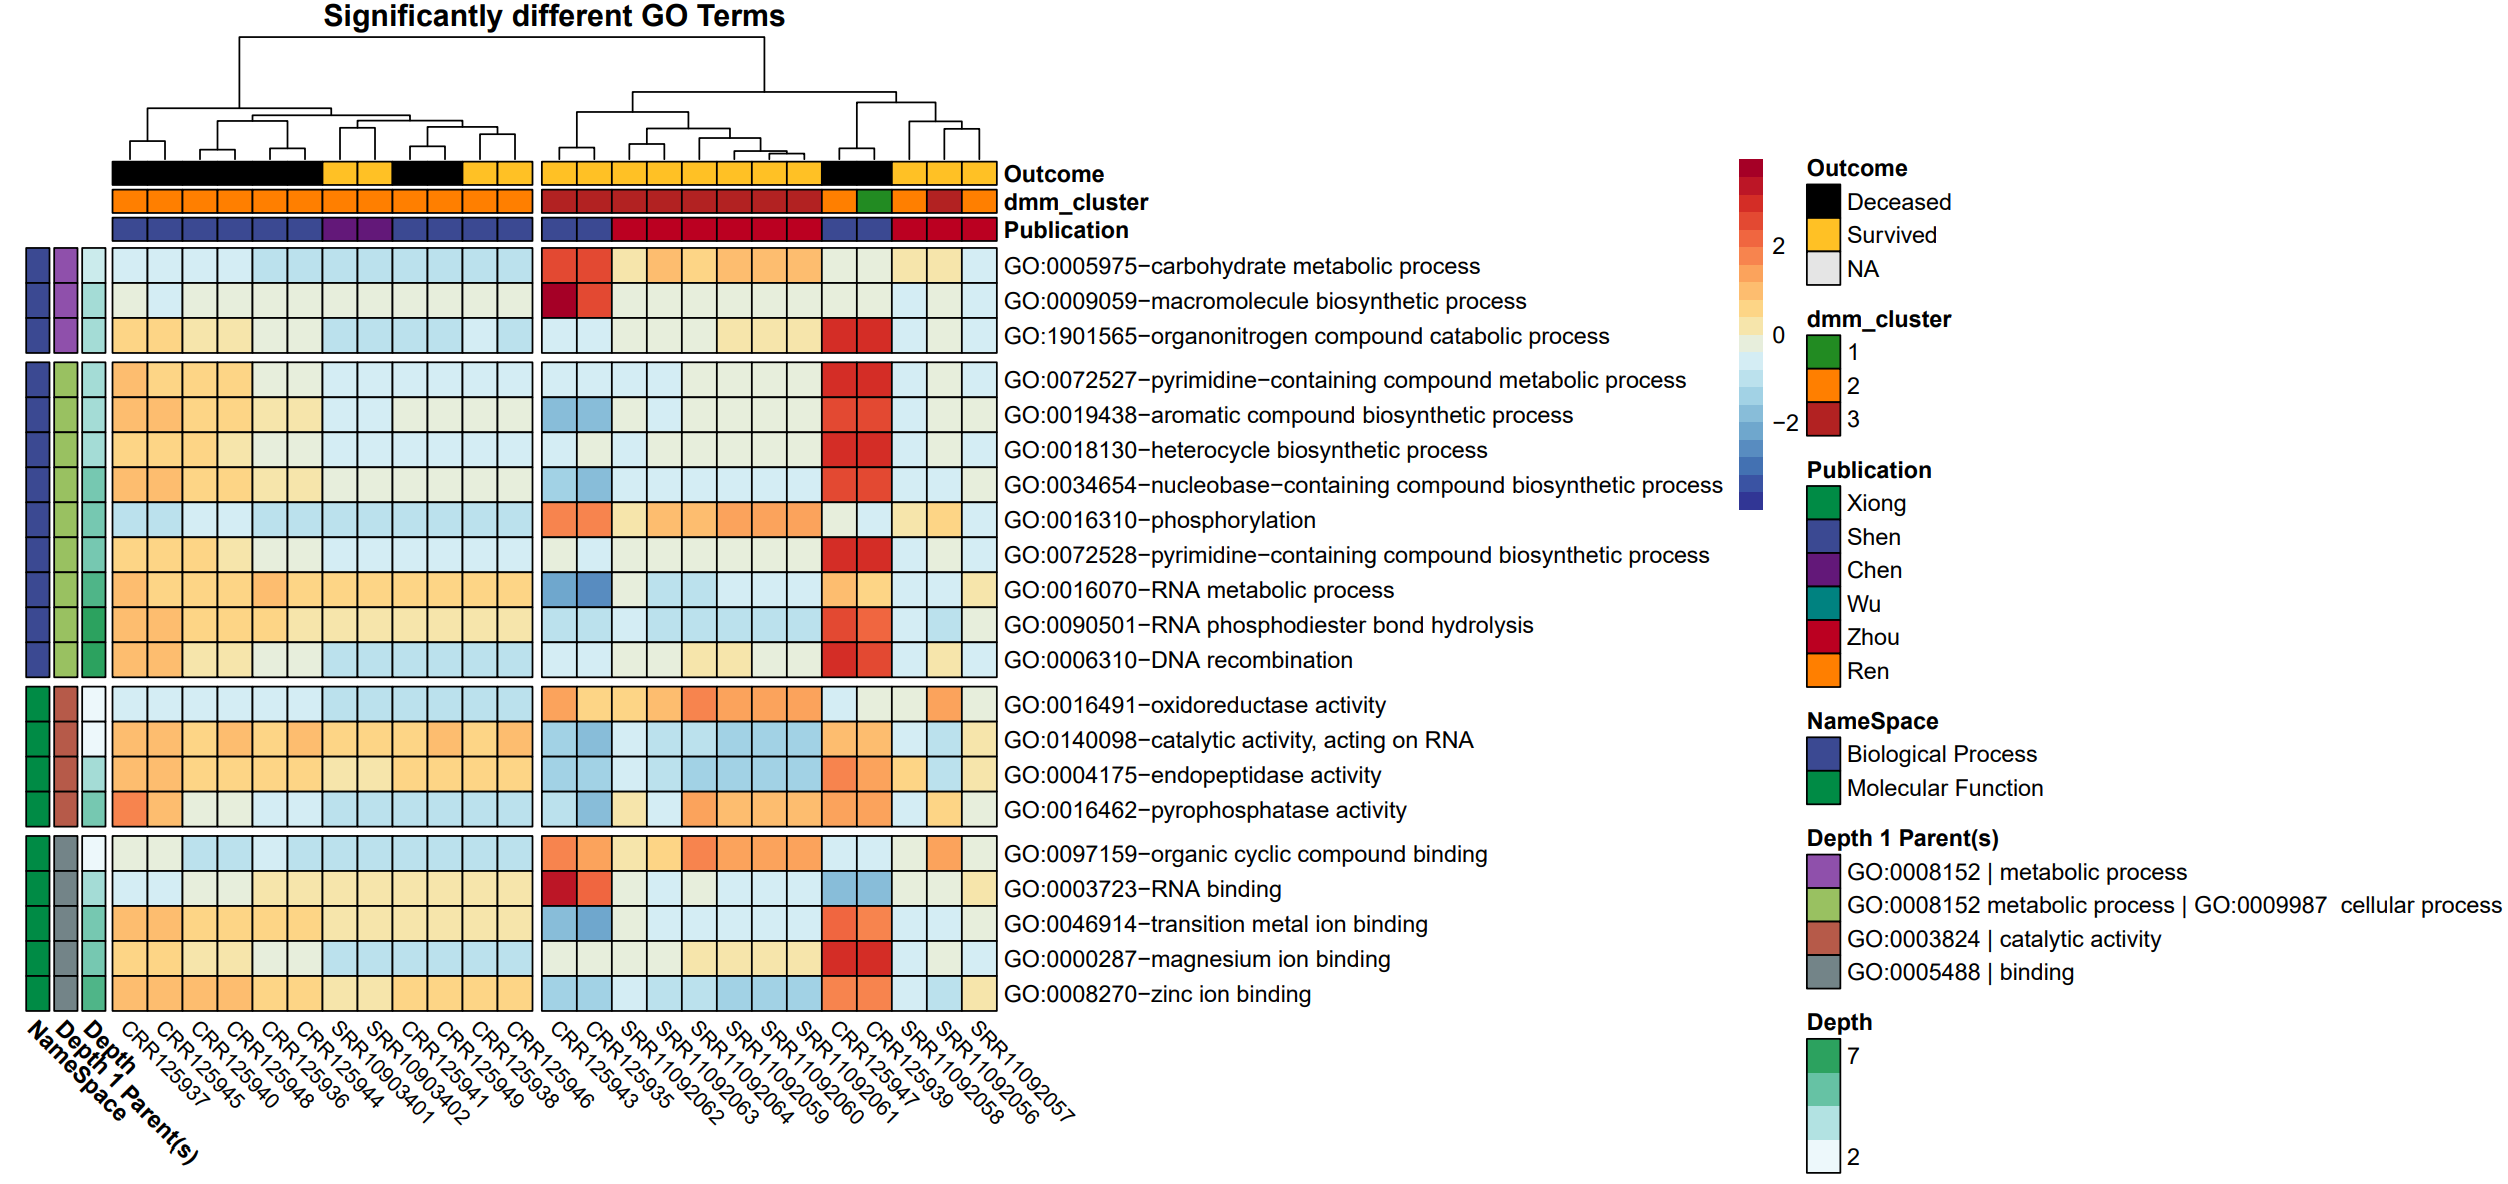 Significantly different GO Terms
Outcome
dmm_cluster
Publication
GO:0005975−carbohydrate metabolic process
GO:0009059−macromolecule biosynthetic process
GO:1901565−organonitrogen compound catabolic process
GO:0072527−pyrimidine−containing compound metabolic process
GO:0019438−aromatic compound biosynthetic process
GO:0018130−heterocycle biosynthetic process
GO:0034654−nucleobase−containing compound biosynthetic process
GO:0016310−phosphorylation
GO:0072528−pyrimidine−containing compound biosynthetic process
GO:0016070−RNA metabolic process
GO:0090501−RNA phosphodiester bond hydrolysis
GO:0006310−DNA recombination
GO:0016491−oxidoreductase activity
GO:0140098−catalytic activity, acting on RNA
GO:0004175−endopeptidase activity
GO:0016462−pyrophosphatase activity
GO:0097159−organic cyclic compound binding
GO:0003723−RNA binding
GO:0046914−transition metal ion binding
GO:0000287−magnesium ion binding
GO:0008270−zinc ion binding
NameSpace
Depth 1 Parent(s)
Depth
CRR125937
CRR125945
CRR125940
CRR125948
CRR125936
CRR125944
SRR10903401
SRR10903402
CRR125941
CRR125949
CRR125938
CRR125946
CRR125943
CRR125935
SRR11092062
SRR11092063
SRR11092064
SRR11092059
SRR11092060
SRR11092061
CRR125947
CRR125939
SRR11092058
SRR11092056
SRR11092057
2
0
−2
Outcome
Deceased
Survived
NA
dmm_cluster
1
2
3
Publication
Xiong
Shen
Chen
Wu
Zhou
Ren
NameSpace
Biological Process
Molecular Function
Depth 1 Parent(s)
GO:0008152 | metabolic process
GO:0008152 metabolic process | GO:0009987 cellular process
GO:0003824 | catalytic activity
GO:0005488 | binding
Depth
7
2